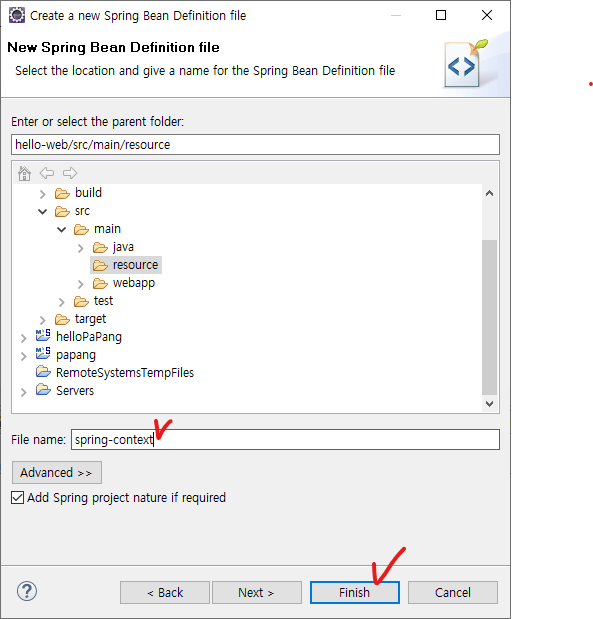 Create a new Spring Bean Definition file
New Spring Bean Definition file
Select the location and give a name for the Spring Bean Definition file
Enter or select the parent folder:
hello-web/src/main/resource
build
src
main
java
resource
webapp
test
target
helloPaPang
papang
RemoteSystemsTempFiles
Servers
File name: spring-context
Advanced >>
Add Spring project nature if required
< Back Next > Finish Cancel